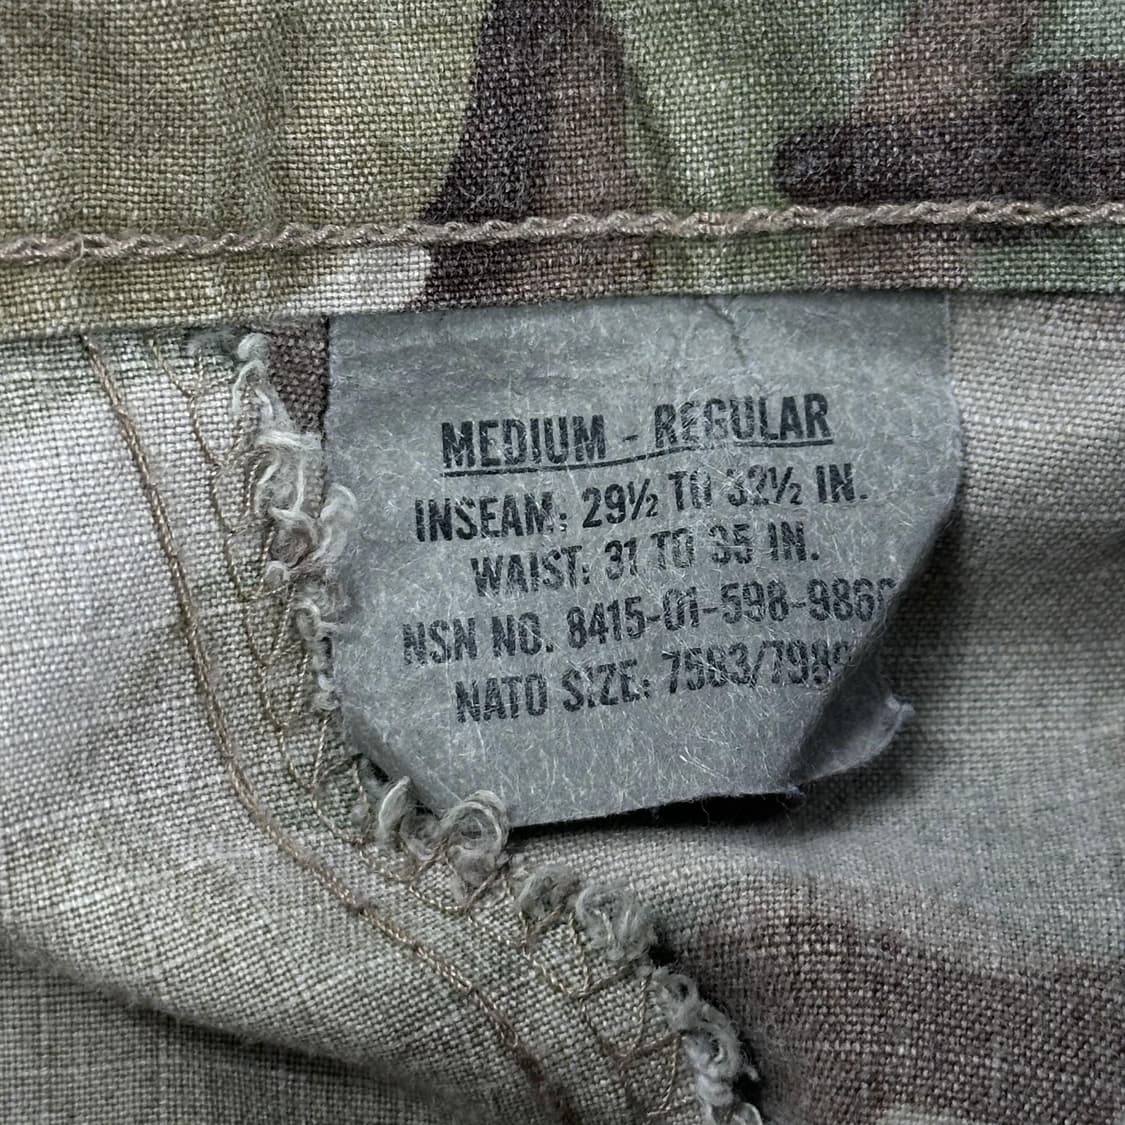 MEDIUM - REGULAR
INSEAM: 29½ TO 32½ IN.
WAIST: 31 TO 35 IN.
NSN NO. 8415-01-598-986
NATO SIZE: 7583/798